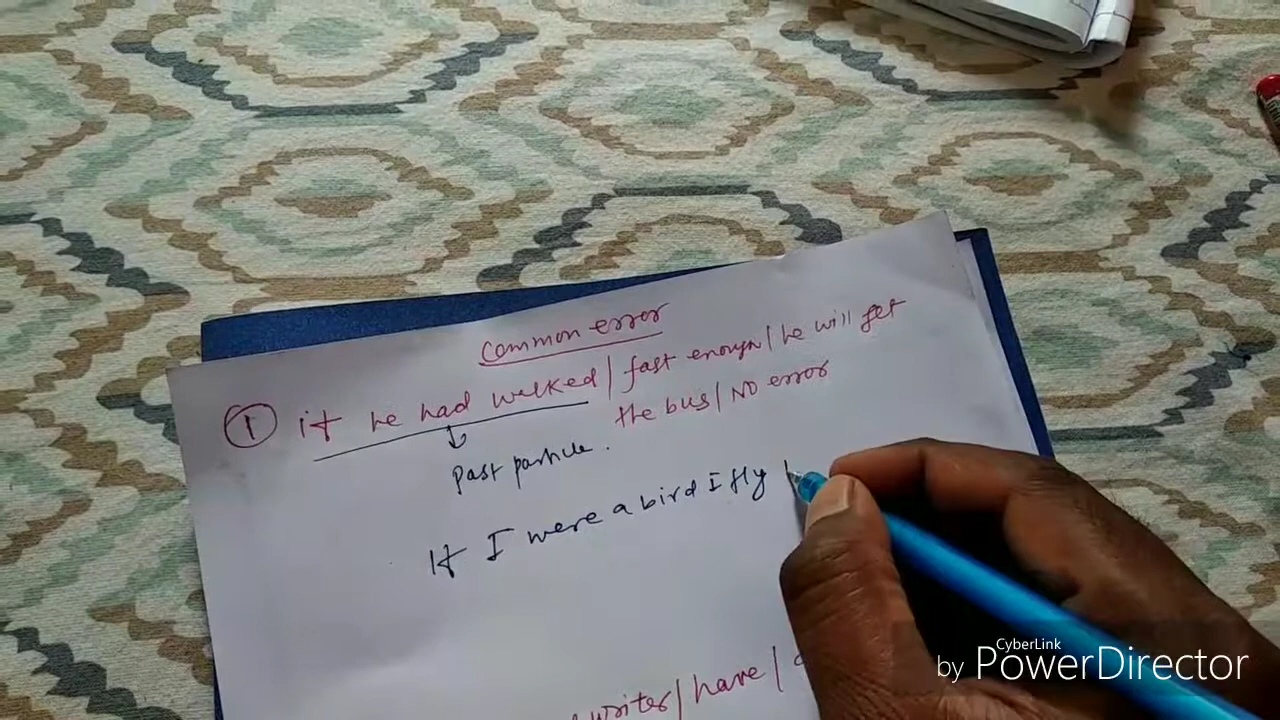 common error
① if he had walked / fast enough / he will get
the bus / NO error
Past participle.
If I were a bird I fly
writer / have /
CyberLink
by PowerDirector